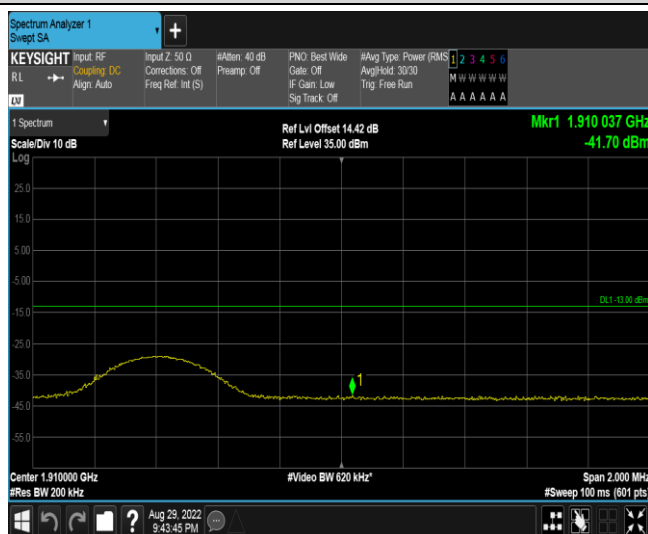 Spectrum Analyzer 1
Swept SA
+
KEYSIGHT
RL
LXI
Input: RF
Coupling: DC
Align: Auto
Input Z: 50 Ω
Corrections: Off
Freq Ref: Int (S)
#Atten: 40 dB
Preamp: Off
PNO: Best Wide
Gate: Off
IF Gain: Low
Sig Track: Off
#Avg Type: Power (RMS
Avg|Hold: 30/30
Trig: Free Run
1 2 3 4 5 6
M W W W W W
A A A A A A
1 Spectrum
Scale/Div 10 dB
Log
Ref Lvl Offset 14.42 dB
Ref Level 35.00 dBm
Mkr1 1.910 037 GHz
-41.70 dBm
25.0
15.0
5.00
-5.00
DL1 -13.00 dBm
-15.0
-25.0
-35.0
1
-45.0
-55.0
Center 1.910000 GHz
#Res BW 200 kHz
#Video BW 620 kHz*
Span 2.000 MHz
#Sweep 100 ms (601 pts)
?
Aug 29, 2022
9:43:45 PM